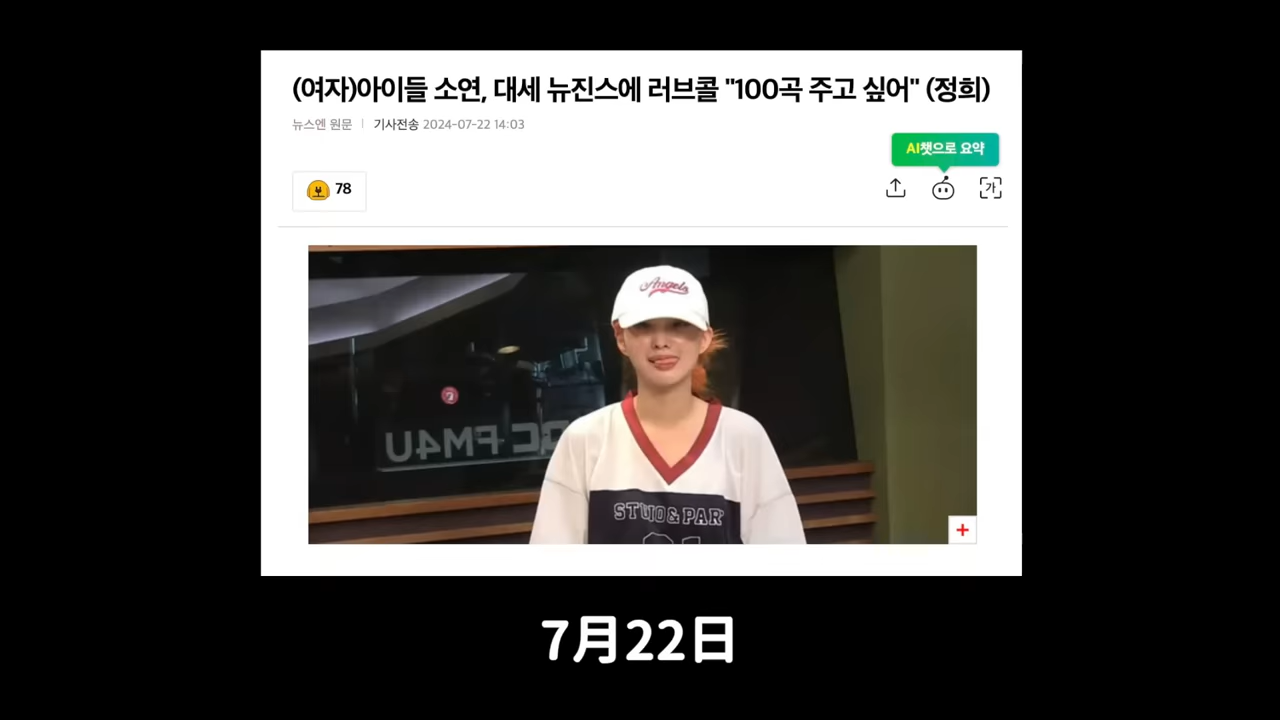 (여자)아이들 소연, 대세 뉴진스에 러브콜 "100곡 주고 싶어" (정희)
뉴스엔 원문 | 기사전송 2024-07-22 14:03
AI챗으로 요약
78
가
Angels
FM4U
STUDIO & PAR
7月22日